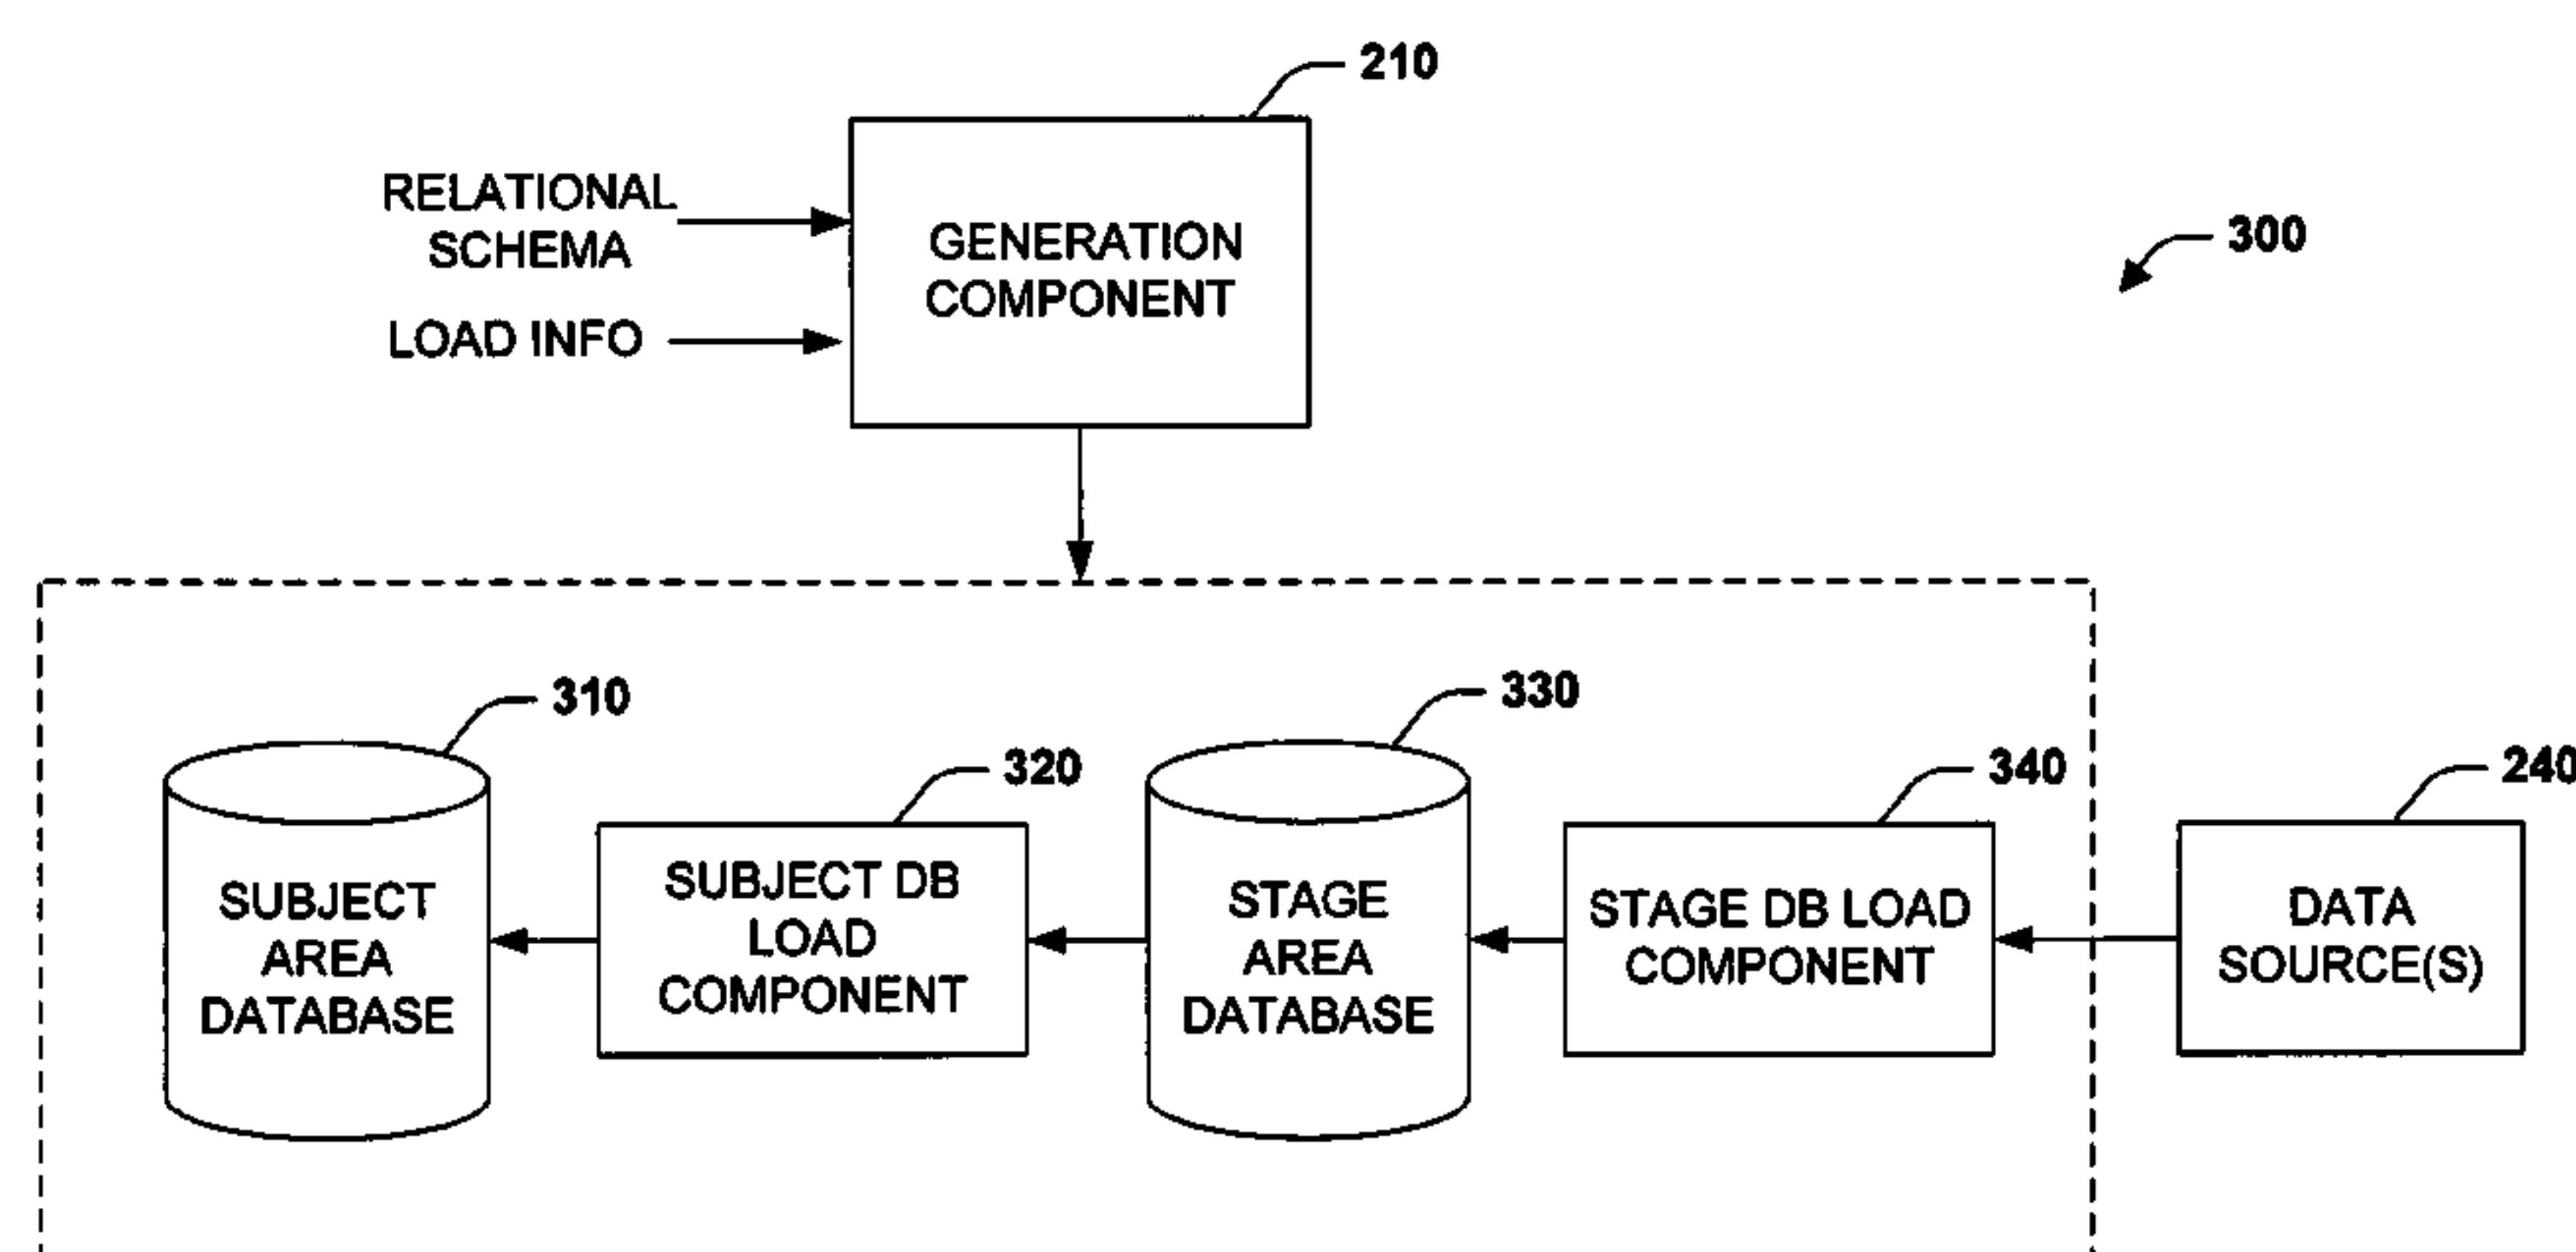 210
RELATIONAL
SCHEMA
GENERATION
COMPONENT
300
LOAD INFO
310
330
320
340
240
SUBJECT
AREA
DATABASE
SUBJECT DB
LOAD
COMPONENT
STAGE
AREA
DATABASE
STAGE DB LOAD
COMPONENT
DATA
SOURCE(S)